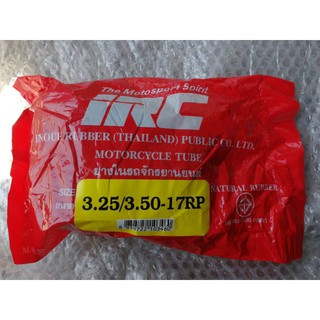 The Motosport Spirit
iRC
INOUE RUBBER (THAILAND) PUBLIC CO., LTD.
MOTORCYCLE TUBE
ยางในรถจักรยานยนต์
SIZE
NATURAL RUBBER
3.25/3.50-17RP